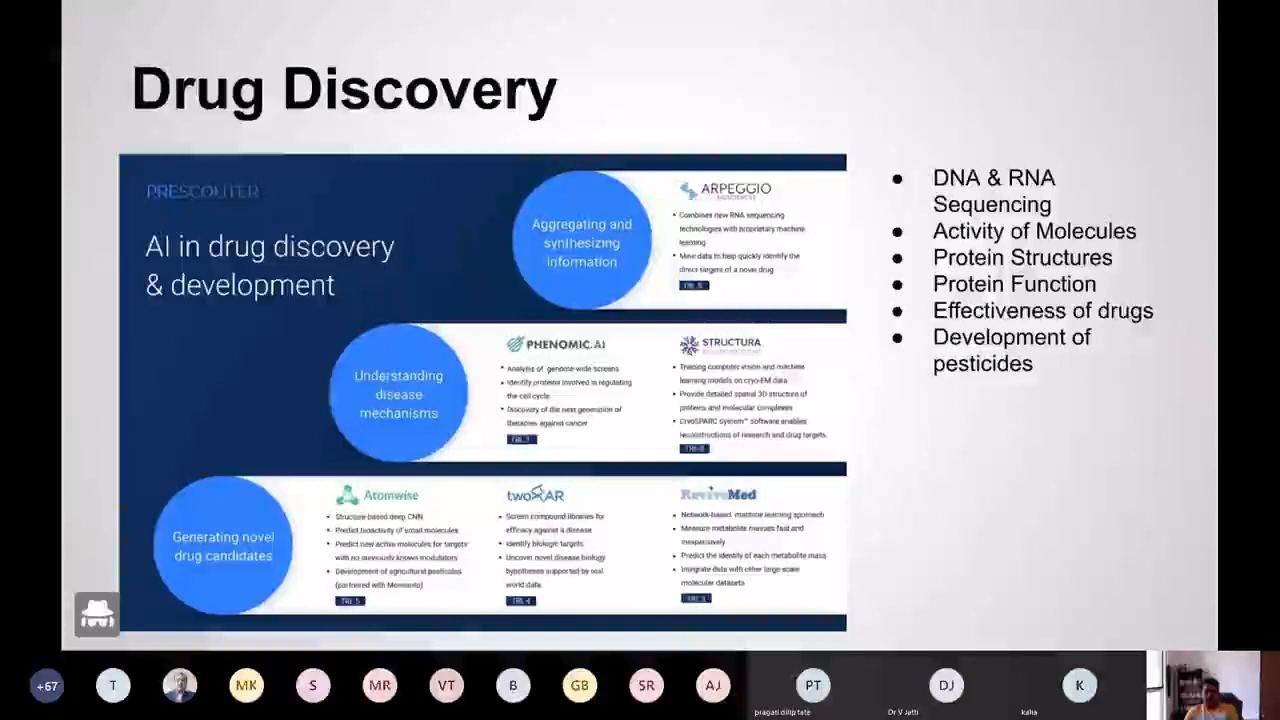 Drug Discovery
PRESCOUTER
AI in drug discovery
& development
Aggregating and
synthesizing
information
ARPEGGIO
• Combines new RNA sequencing
technologies with proprietary machine
learning
• Mine data to help quickly identify the
direct targets of a novel drug
Understanding
disease
mechanisms
PHENOMIC.AI
• Analysis of genome-wide screens
• Identify proteins involved in regulating
the cell cycle
• Discovery of the next generation of
therapies against cancer
TRL 7
STRUCTURA
• Training computer vision and machine
learning models on cryo-EM data
• Provide detailed spatial 3D structure of
proteins and molecular complexes
• CryoSPARC System™ software enables
reconstructions of research and drug targets.
Generating novel
drug candidates
Atomwise
• Structure-based deep CNN
• Predict bioactivity of small molecules
• Predict new active molecules for targets
with no previously known modulators
• Development of agricultural pesticides
(partnered with Monsanto)
TRL 5
twoXAR
• Screen compound libraries for
efficacy against a disease
• Identify biologic targets
• Uncover novel disease biology
hypotheses supported by real
world data.
TRL 4
ReviveMed
• Network-based, machine learning approach
• Measure metabolite masses fast and
inexpensively
• Predict the identity of each metabolite mass
• Integrate data with other large-scale
molecular datasets
● DNA & RNA
Sequencing
● Activity of Molecules
● Protein Structures
● Protein Function
● Effectiveness of drugs
● Development of
pesticides
+67 T MK S MR VT B GB SR AJ PT DJ K
pragati dilip tate Dr V Jatti kalia